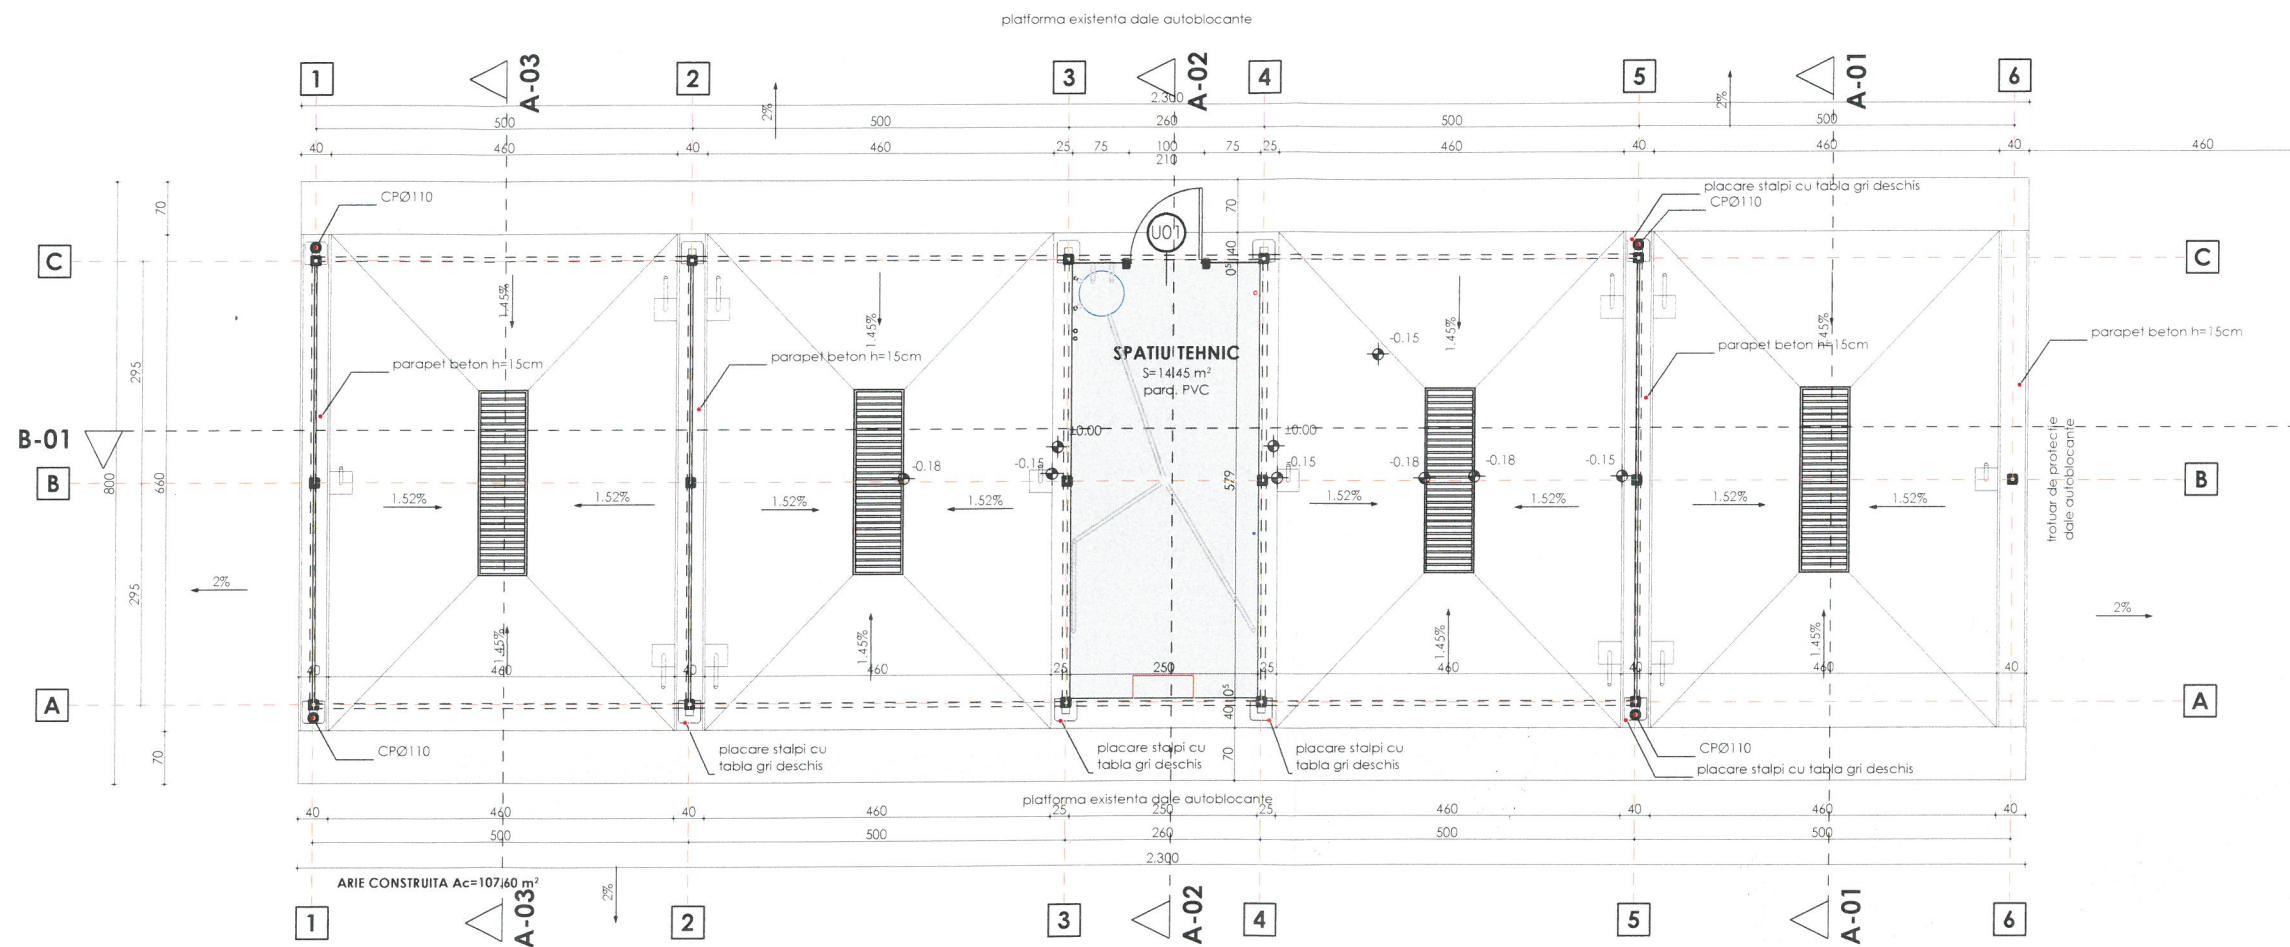 platforma existenta dale autoblocante
1 A-03 2 3 A-02 4 5 A-01 6
2.300
2% 2%
500 500 260 500 500
40 460 40 460 25 75 100 75 25 460 40 460 40 460
210
CPØ110
placare stalpi cu tabla gri deschis
CPØ110
70 70
U01
C C
40
10⁵
1.45% 1.45% 1.45% 1.45%
295
parapet beton h=15cm
parapet beton h=15cm
SPATIU TEHNIC
S=14.45 m²
pard. PVC
-0.15
parapet beton h=15cm
parapet beton h=15cm
B-01
±0.00 ±0.00
trotuar de protectie
dale autoblocante
800 660
B B
-0.18 -0.15 -0.15 -0.18 -0.18 -0.15
579
1.52% 1.52% 1.52% 1.52% 1.52% 1.52% 1.52% 1.52%
2%
295
2%
1.45% 1.45% 1.45% 1.45%
40 460 40 460 25 250 25 460 40 460 40
A A
40 10⁵
CPØ110
placare stalpi cu
tabla gri deschis
placare stalpi cu
tabla gri deschis
placare stalpi cu
tabla gri deschis
CPØ110
placare stalpi cu tabla gri deschis
70 70
platforma existenta dale autoblocante
40 460 40 460 25 250 25 460 40 460 40
500 500 260 500 500
2.300
ARIE CONSTRUITA Ac=107.60 m²
2%
1 A-03 2 3 A-02 4 5 A-01 6